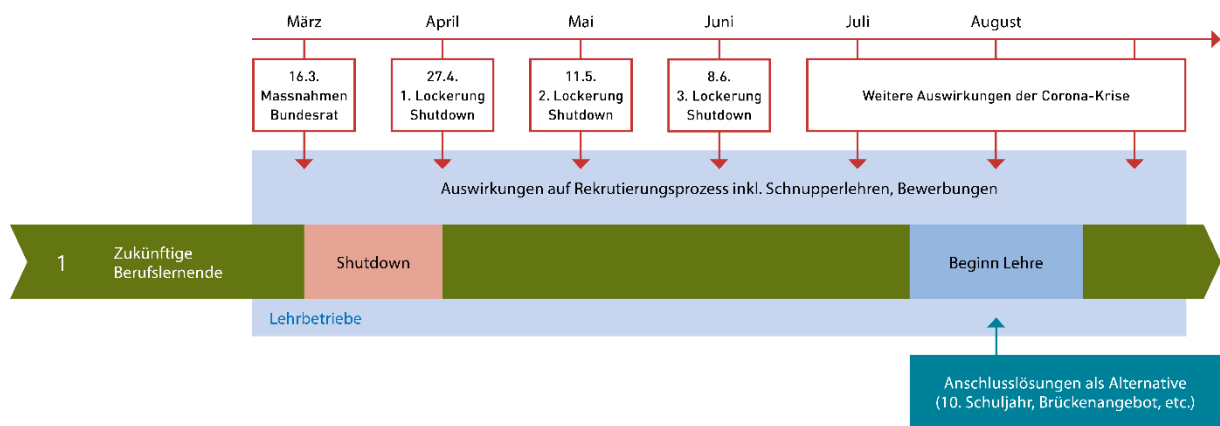 März
April
Mai
Juni
Juli
August
16.3.
Massnahmen
Bundesrat
27.4.
1. Lockerung
Shutdown
11.5.
2. Lockerung
Shutdown
8.6.
3. Lockerung
Shutdown
Weitere Auswirkungen der Corona-Krise
Auswirkungen auf Rekrutierungsprozess inkl. Schnupperlehren, Bewerbungen
1
Zukünftige
Berufslernende
Shutdown
Beginn Lehre
Lehrbetriebe
Anschlusslösungen als Alternative
(10. Schuljahr, Brückenangebot, etc.)